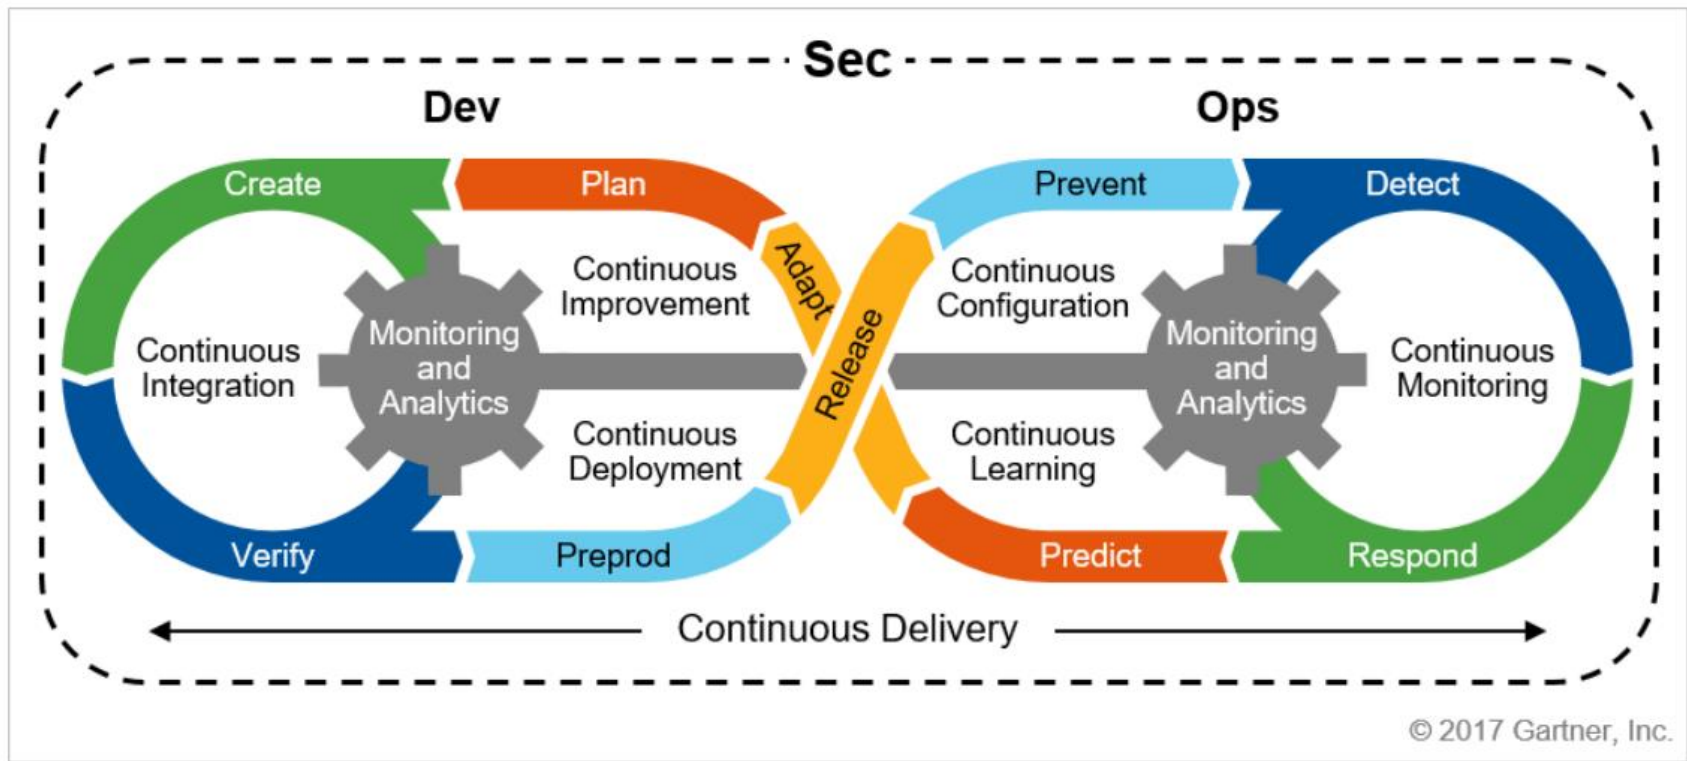 Sec
Dev
Ops
Create
Plan
Prevent
Detect
Adapt
Release
Continuous
Improvement
Continuous
Configuration
Continuous
Integration
Monitoring
and
Analytics
Monitoring
and
Analytics
Continuous
Monitoring
Continuous
Deployment
Continuous
Learning
Verify
Preprod
Predict
Respond
Continuous Delivery
© 2017 Gartner, Inc.